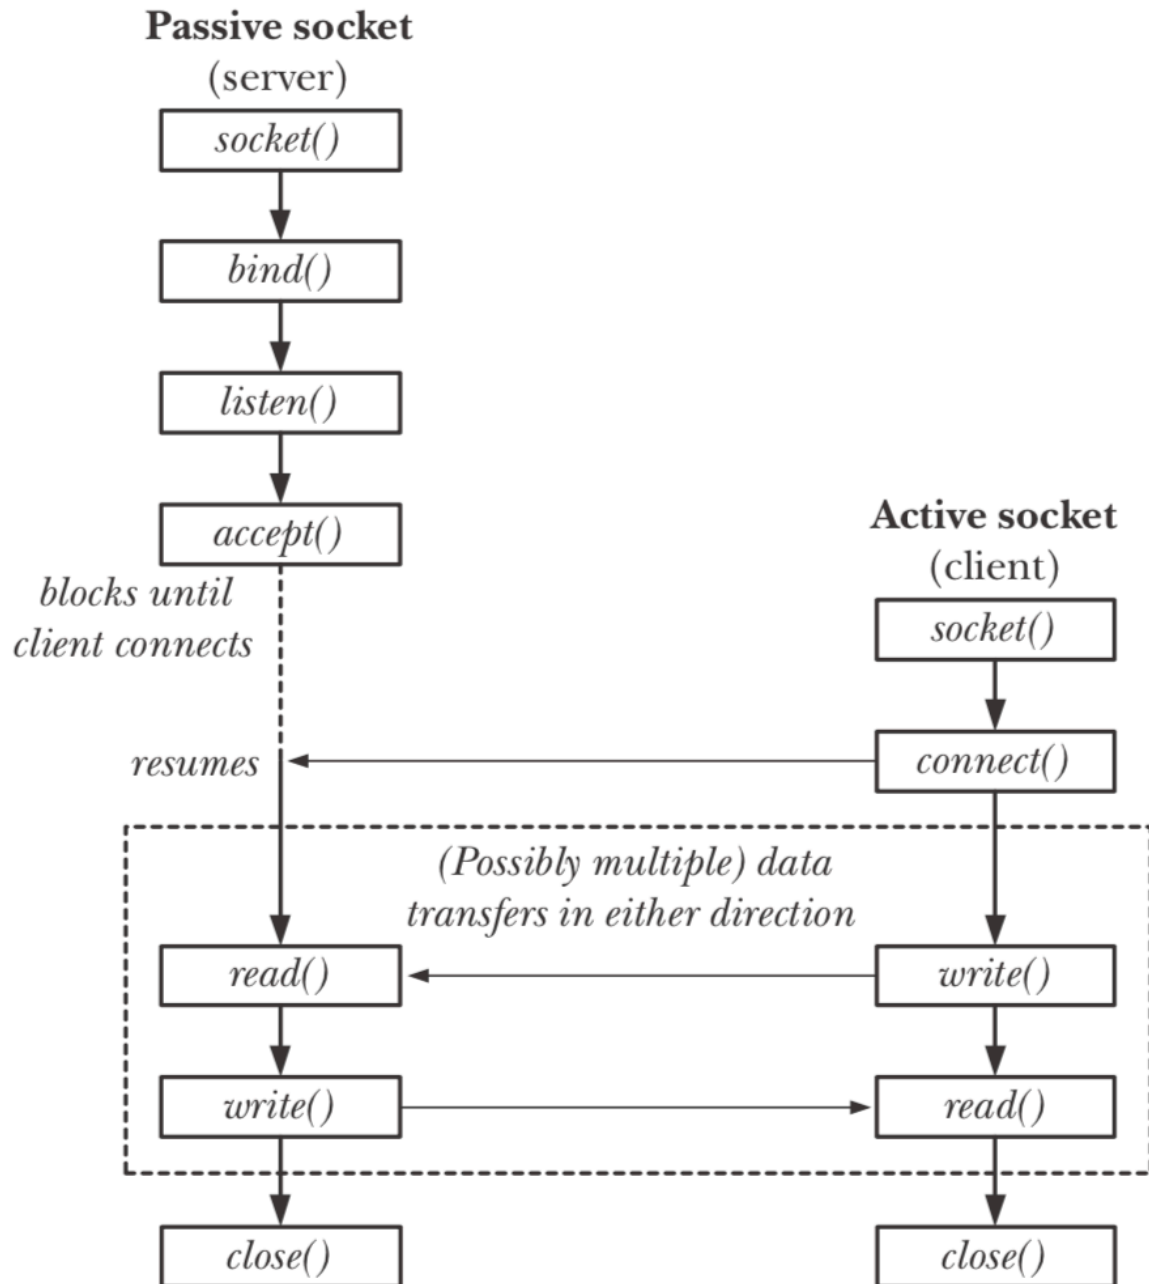 Passive socket
(server)
socket()
bind()
listen()
accept()
blocks until
client connects
resumes
Active socket
(client)
socket()
connect()
(Possibly multiple) data
transfers in either direction
read()
write()
write()
read()
close()
close()